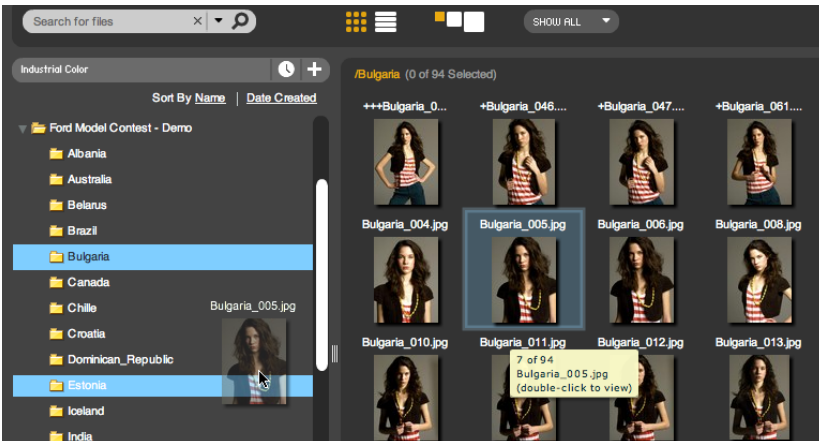 Search for files
SHOW ALL
Industrial Color
Sort By Name | Date Created
Ford Model Contest - Demo
Albania
Australia
Belarus
Brazil
Bulgaria
Canada
Chille
Croatia
Dominican_Republic
Estonia
Iceland
India
Bulgaria_005.jpg
/Bulgaria (0 of 94 Selected)
+++Bulgaria_0...
+Bulgaria_046....
+Bulgaria_047....
+Bulgaria_061....
Bulgaria_004.jpg
Bulgaria_005.jpg
Bulgaria_006.jpg
Bulgaria_008.jpg
Bulgaria_010.jpg
Bulgaria_011.jpg
Bulgaria_012.jpg
Bulgaria_013.jpg
7 of 94
Bulgaria_005.jpg
(double-click to view)